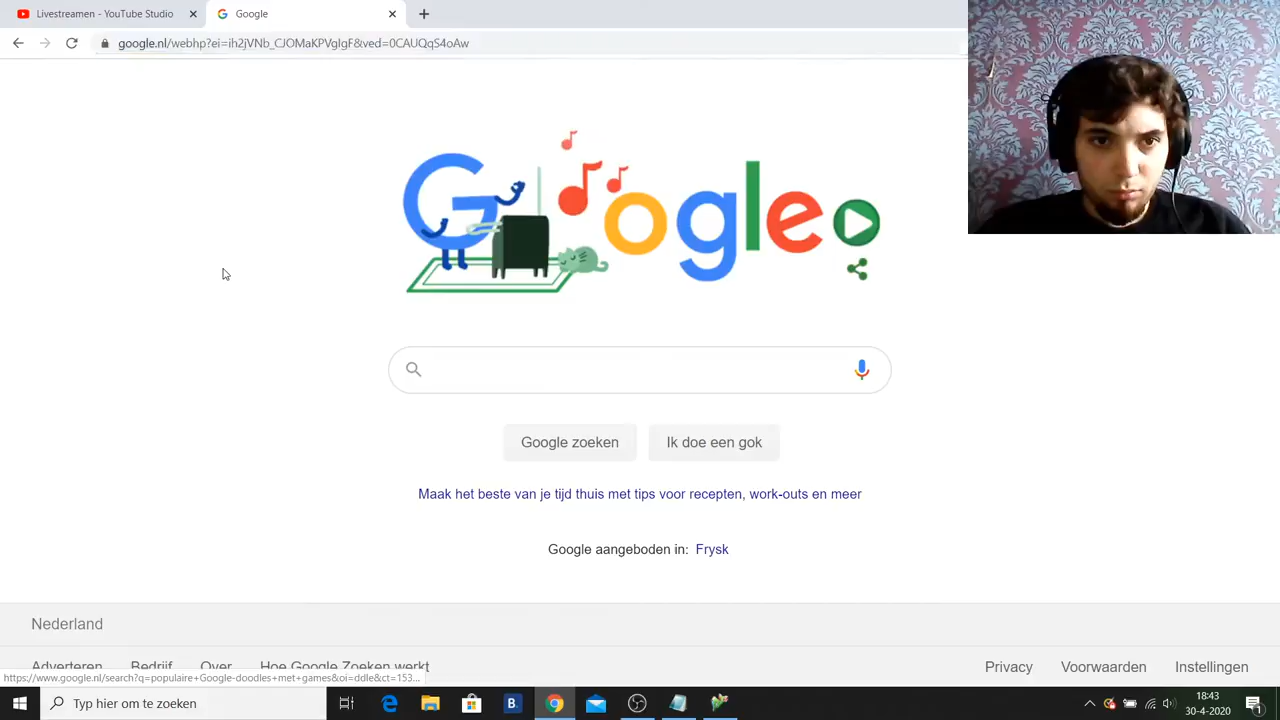 Livestreamen - YouTube Studio
Google
google.nl/webhp?ei=ih2jVNb_CJOMaKPVgIgF&ved=0CAUQqS4oAw
Google
Google zoeken
Ik doe een gok
Maak het beste van je tijd thuis met tips voor recepten, work-outs en meer
Google aangeboden in: Frysk
Nederland
Adverteren
Bedrijf
Over
Hoe Google Zoeken werkt
Privacy
Voorwaarden
Instellingen
https://www.google.nl/search?q=populaire+Google-doodles+met+games&oi=ddle&ct=153...
Typ hier om te zoeken
18:43
30-4-2020